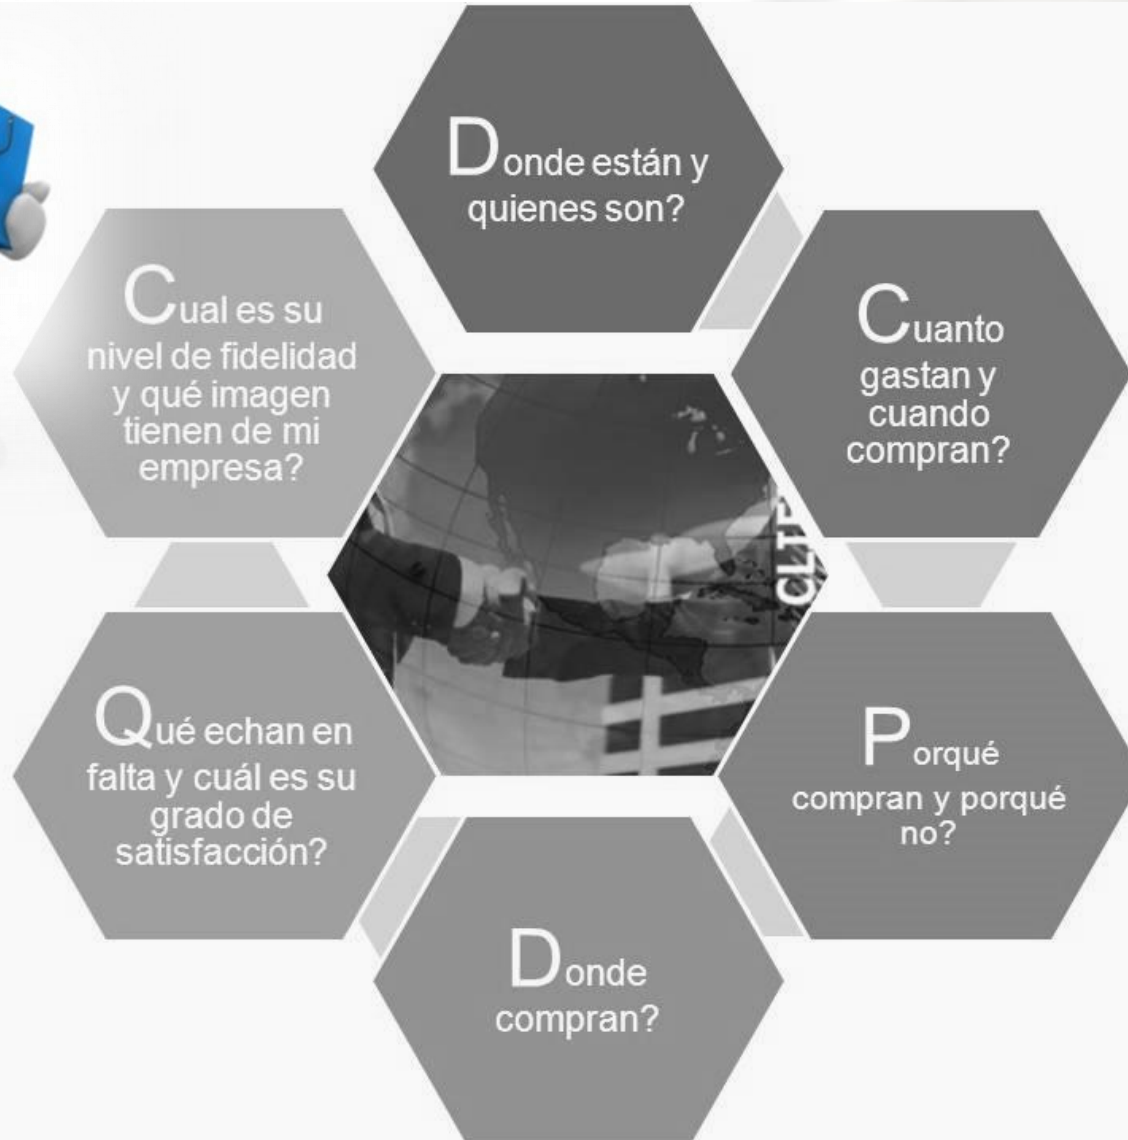 Donde están y
quienes son?
Cuanto
gastan y
cuando
compran?
Porqué
compran y porqué
no?
Donde
compran?
Qué echan en
falta y cuál es su
grado de
satisfacción?
Cual es su
nivel de fidelidad
y qué imagen
tienen de mi
empresa?